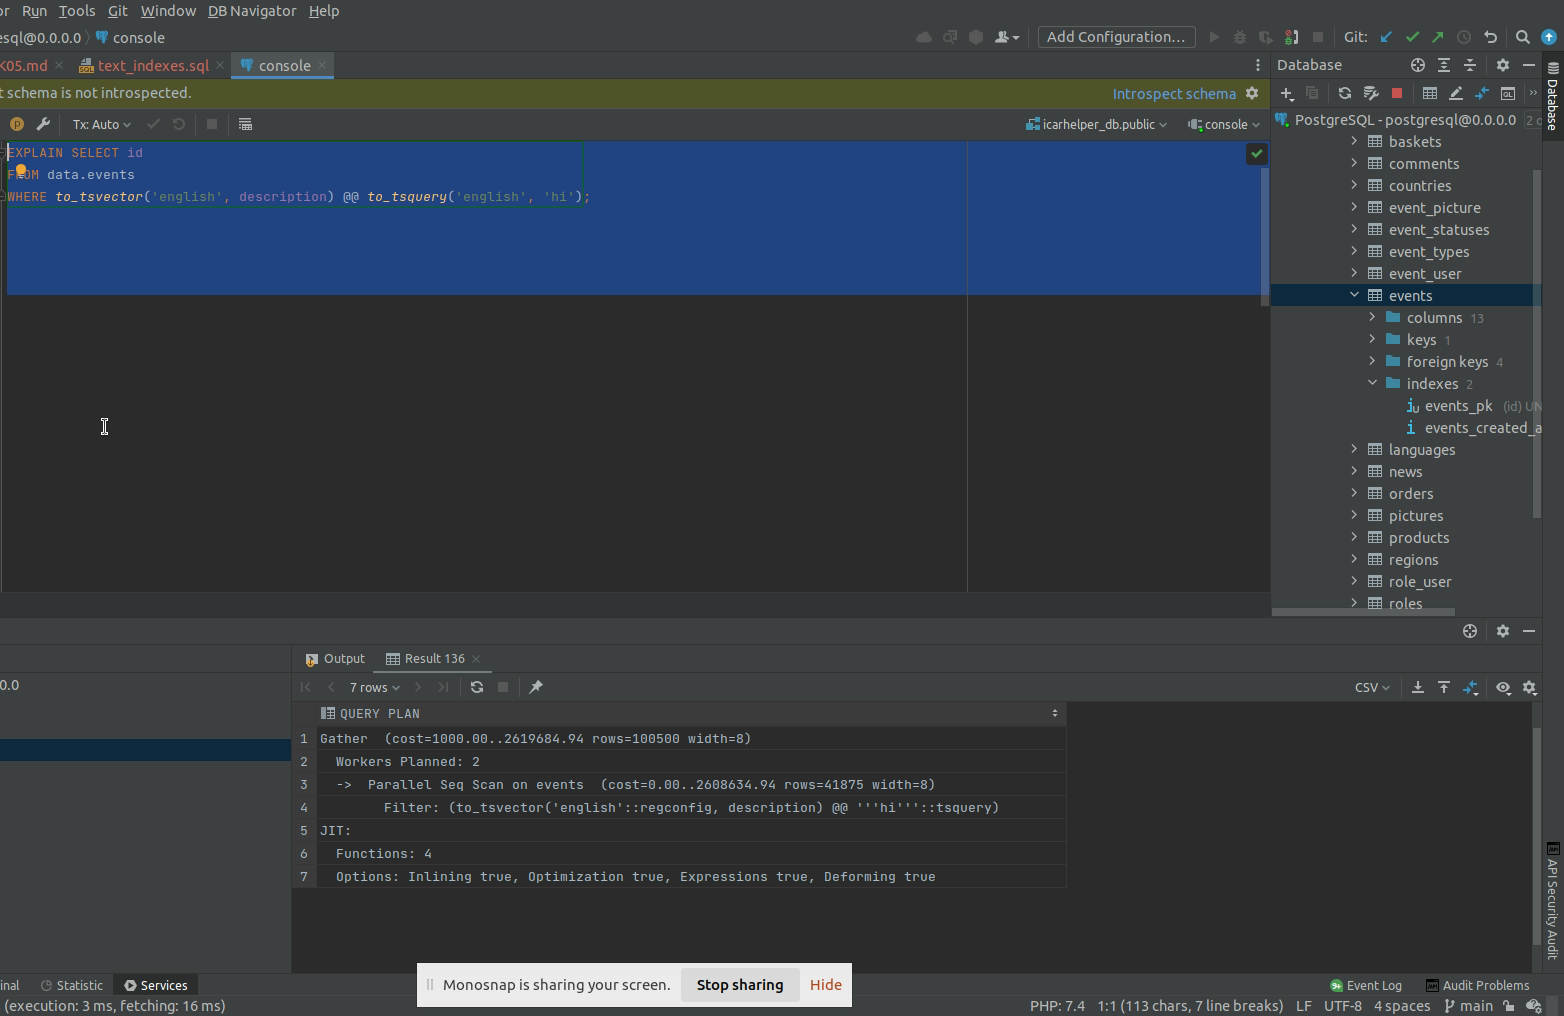 or Run Tools Git Window DB Navigator Help
esql@0.0.0.0 console Add Configuration... Git:
K05.md text_indexes.sql console Database
t schema is not introspected. Introspect schema
Tx: Auto icarhelper_db.public console
EXPLAIN SELECT id
FROM data.events
WHERE to_tsvector('english', description) @@ to_tsquery('english', 'hi');
PostgreSQL - postgresql@0.0.0.0 2 c
baskets
comments
countries
event_picture
event_statuses
event_types
event_user
events
columns 13
keys 1
foreign keys 4
indexes 2
events_pk (id) UN
events_created_a
languages
news
orders
pictures
products
regions
role_user
roles
Database
Output Result 136
0.0
7 rows CSV
QUERY PLAN
1 Gather  (cost=1000.00..2619684.94 rows=100500 width=8)
2 Workers Planned: 2
3 ->  Parallel Seq Scan on events  (cost=0.00..2608634.94 rows=41875 width=8)
4 Filter: (to_tsvector('english'::regconfig, description) @@ '''hi'''::tsquery)
5 JIT:
6 Functions: 4
7 Options: Inlining true, Optimization true, Expressions true, Deforming true
API Security Audit
Monosnap is sharing your screen. Stop sharing Hide
inal Statistic Services Event Log Audit Problems
(execution: 3 ms, fetching: 16 ms) PHP: 7.4 1:1 (113 chars, 7 line breaks) LF UTF-8 4 spaces main